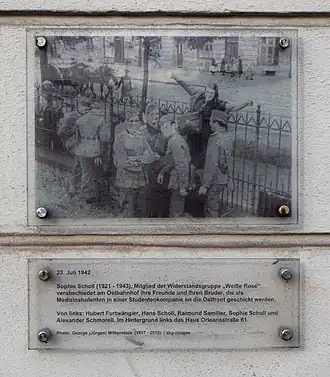 23. Juli 1942
Sophie Scholl (1921 - 1943), Mitglied der Widerstandsgruppe „Weiße Rose“
verabschiedet am Ostbahnhof ihre Freunde und ihren Bruder, die als
Medizinstudenten in einer Studentenkompanie an die Ostfront geschickt werden.
Von links: Hubert Furtwängler, Hans Scholl, Raimund Samüller, Sophie Scholl und
Alexander Schmorell. Im Hintergrund links das Haus Orleansstraße 61.
Photo: George (Jürgen) Wittenstein (1917 - 2015) / akg-images